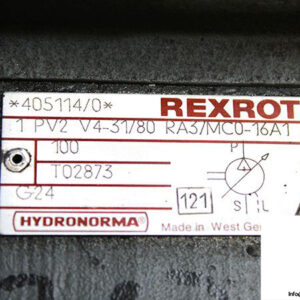 *405114/0* REXROT
1 PV2 V4-31/80 RA37MC0-16A1
100 P
T02873
G24 121 S L
HYDRONORMA® Made in West Ger
Info